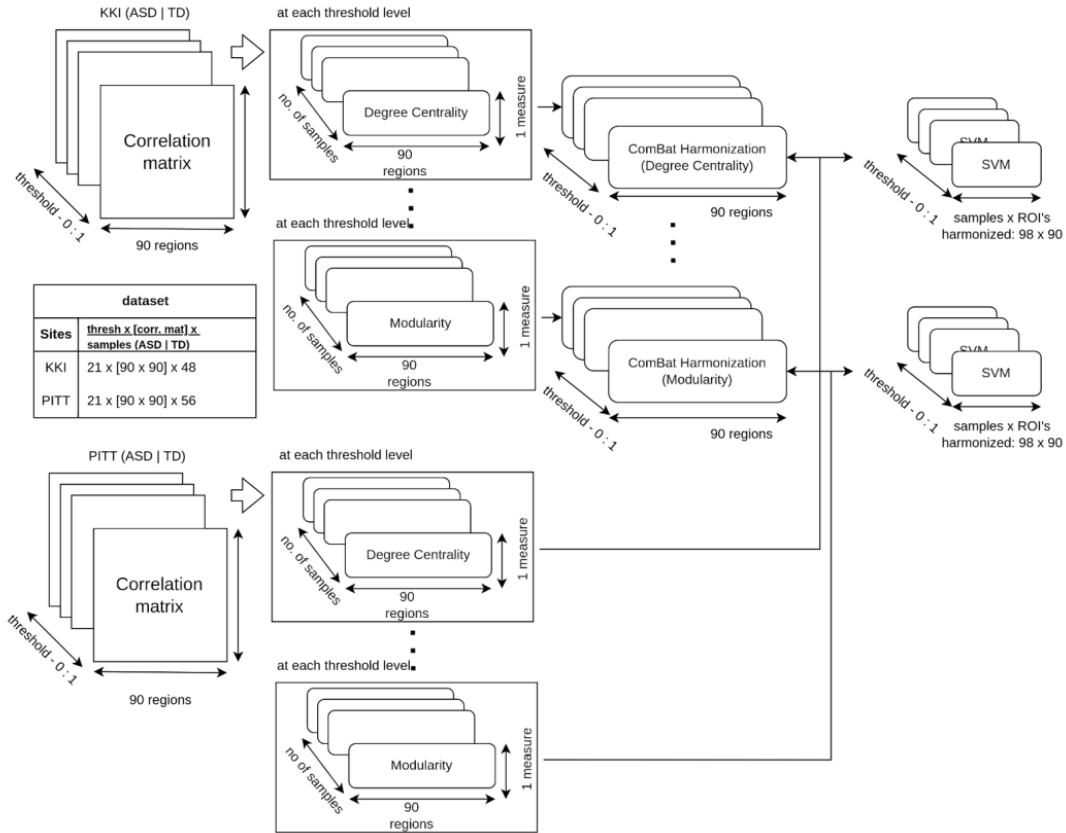 KKI (ASD | TD)
Correlation
matrix
threshold - 0 : 1
90 regions
at each threshold level
Degree Centrality
no. of samples
90
regions
1 measure
ComBat Harmonization
(Degree Centrality)
threshold - 0 : 1
90 regions
SVM
SVM
threshold - 0 : 1
samples x ROI's
harmonized: 98 x 90
at each threshold level
Modularity
no. of samples
90
regions
1 measure
ComBat Harmonization
(Modularity)
threshold - 0 : 1
90 regions
SVM
SVM
threshold - 0 : 1
samples x ROI's
harmonized: 98 x 90
dataset
Sites
thresh x [corr. mat] x
samples (ASD | TD)
KKI 21 x [90 x 90] x 48
PITT 21 x [90 x 90] x 56
PITT (ASD | TD)
Correlation
matrix
threshold - 0 : 1
90 regions
at each threshold level
Degree Centrality
no. of samples
90
regions
1 measure
at each threshold level
Modularity
no of samples
90
regions
1 measure